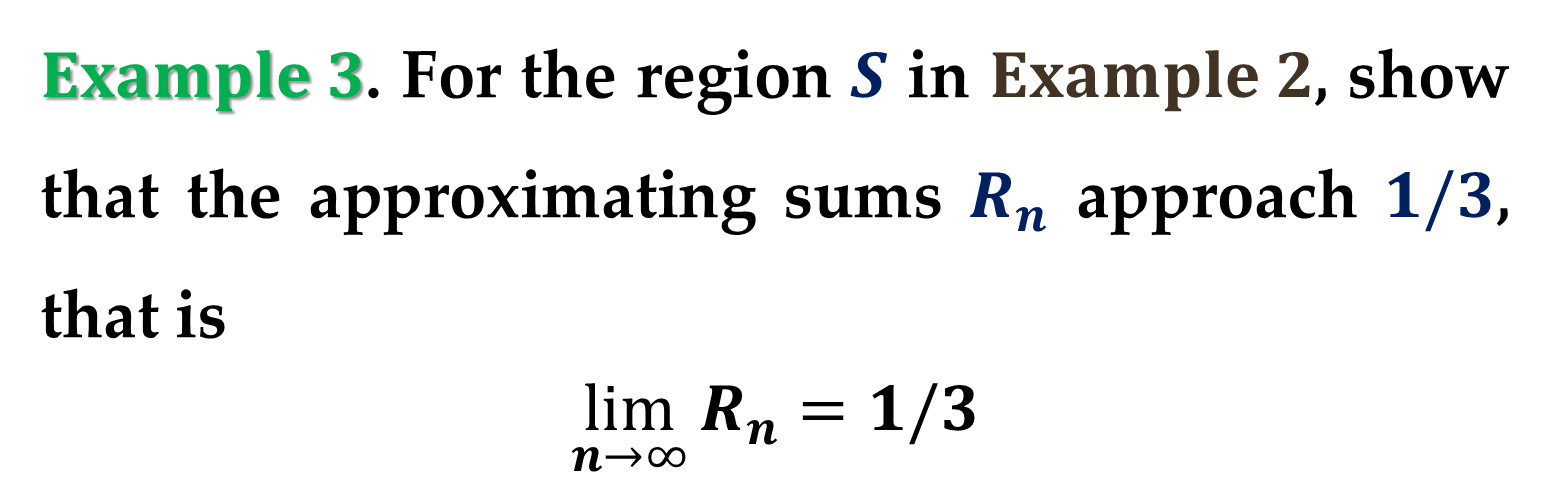 Example 3. For the region S in Example 2, show
that the approximating sums Rₙ approach 1/3,
that is
lim Rₙ = 1/3
n→∞